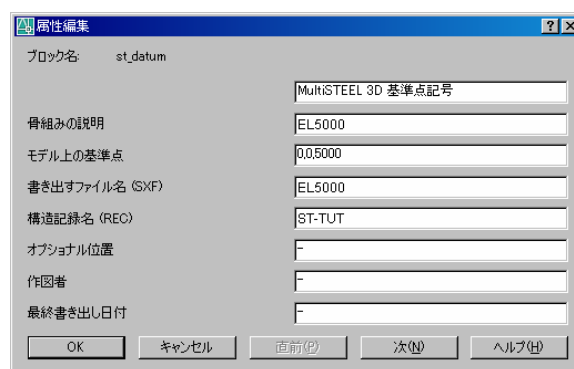 属性編集
ブロック名: st_datum
MultiSTEEL 3D 基準点記号
骨組みの説明 EL5000
モデル上の基準点 0,0,5000
書き出すファイル名 (SXF) EL5000
構造記録名 (REC) ST-TUT
オプショナル位置 -
作図者 -
最終書き出し日付 -
OK キャンセル 直前(P) 次(N) ヘルプ(H)